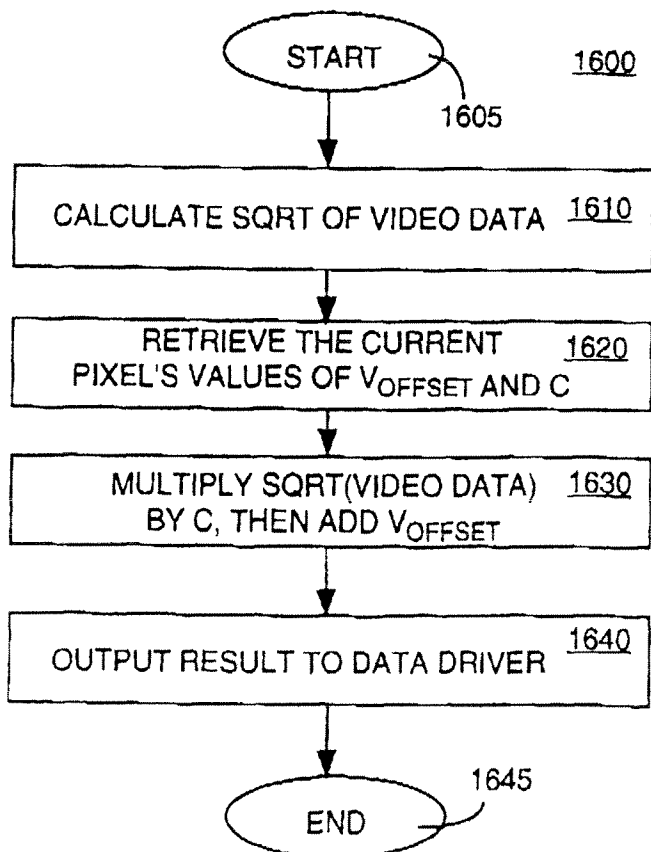 START
1600
1605
CALCULATE SQRT OF VIDEO DATA 1610
RETRIEVE THE CURRENT 1620
PIXEL'S VALUES OF VOFFSET AND C
MULTIPLY SQRT(VIDEO DATA) 1630
BY C, THEN ADD VOFFSET
1640
OUTPUT RESULT TO DATA DRIVER
1645
END